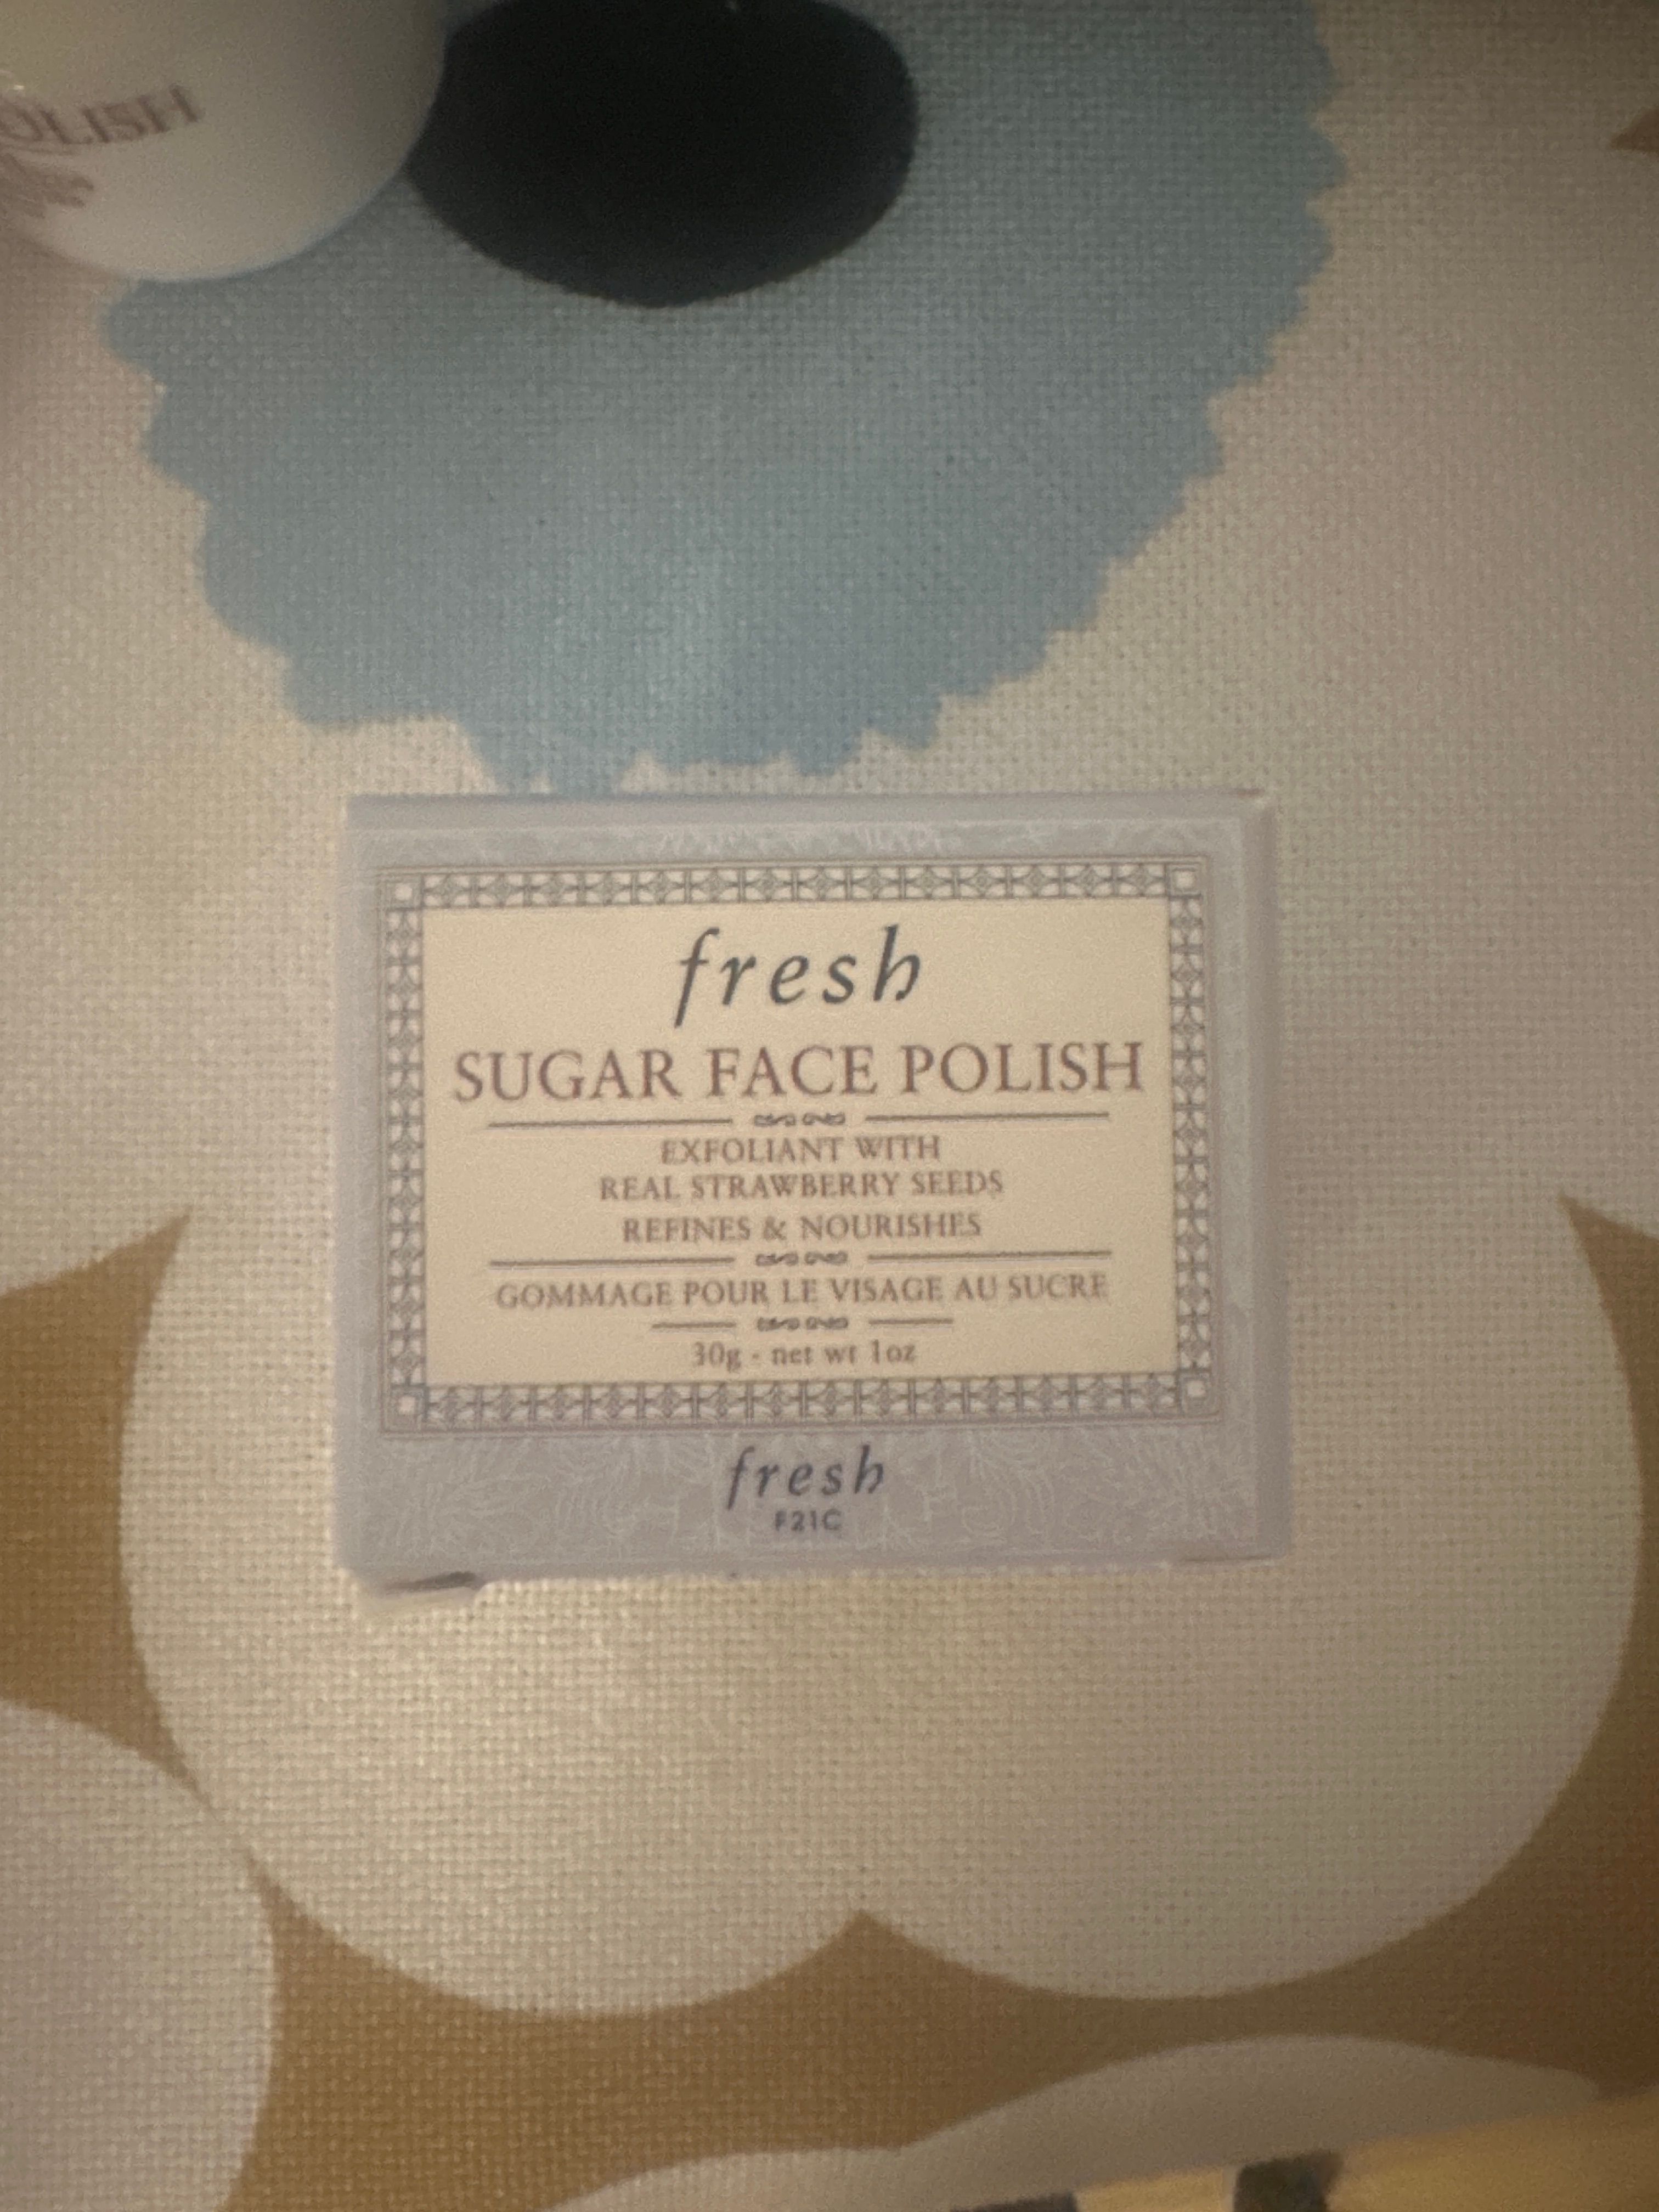 OLISH
fresh
SUGAR FACE POLISH
EXFOLIANT WITH
REAL STRAWBERRY SEEDS
REFINES & NOURISHES
GOMMAGE POUR LE VISAGE AU SUCRE
30g - net wt 1oz
fresh
F21C